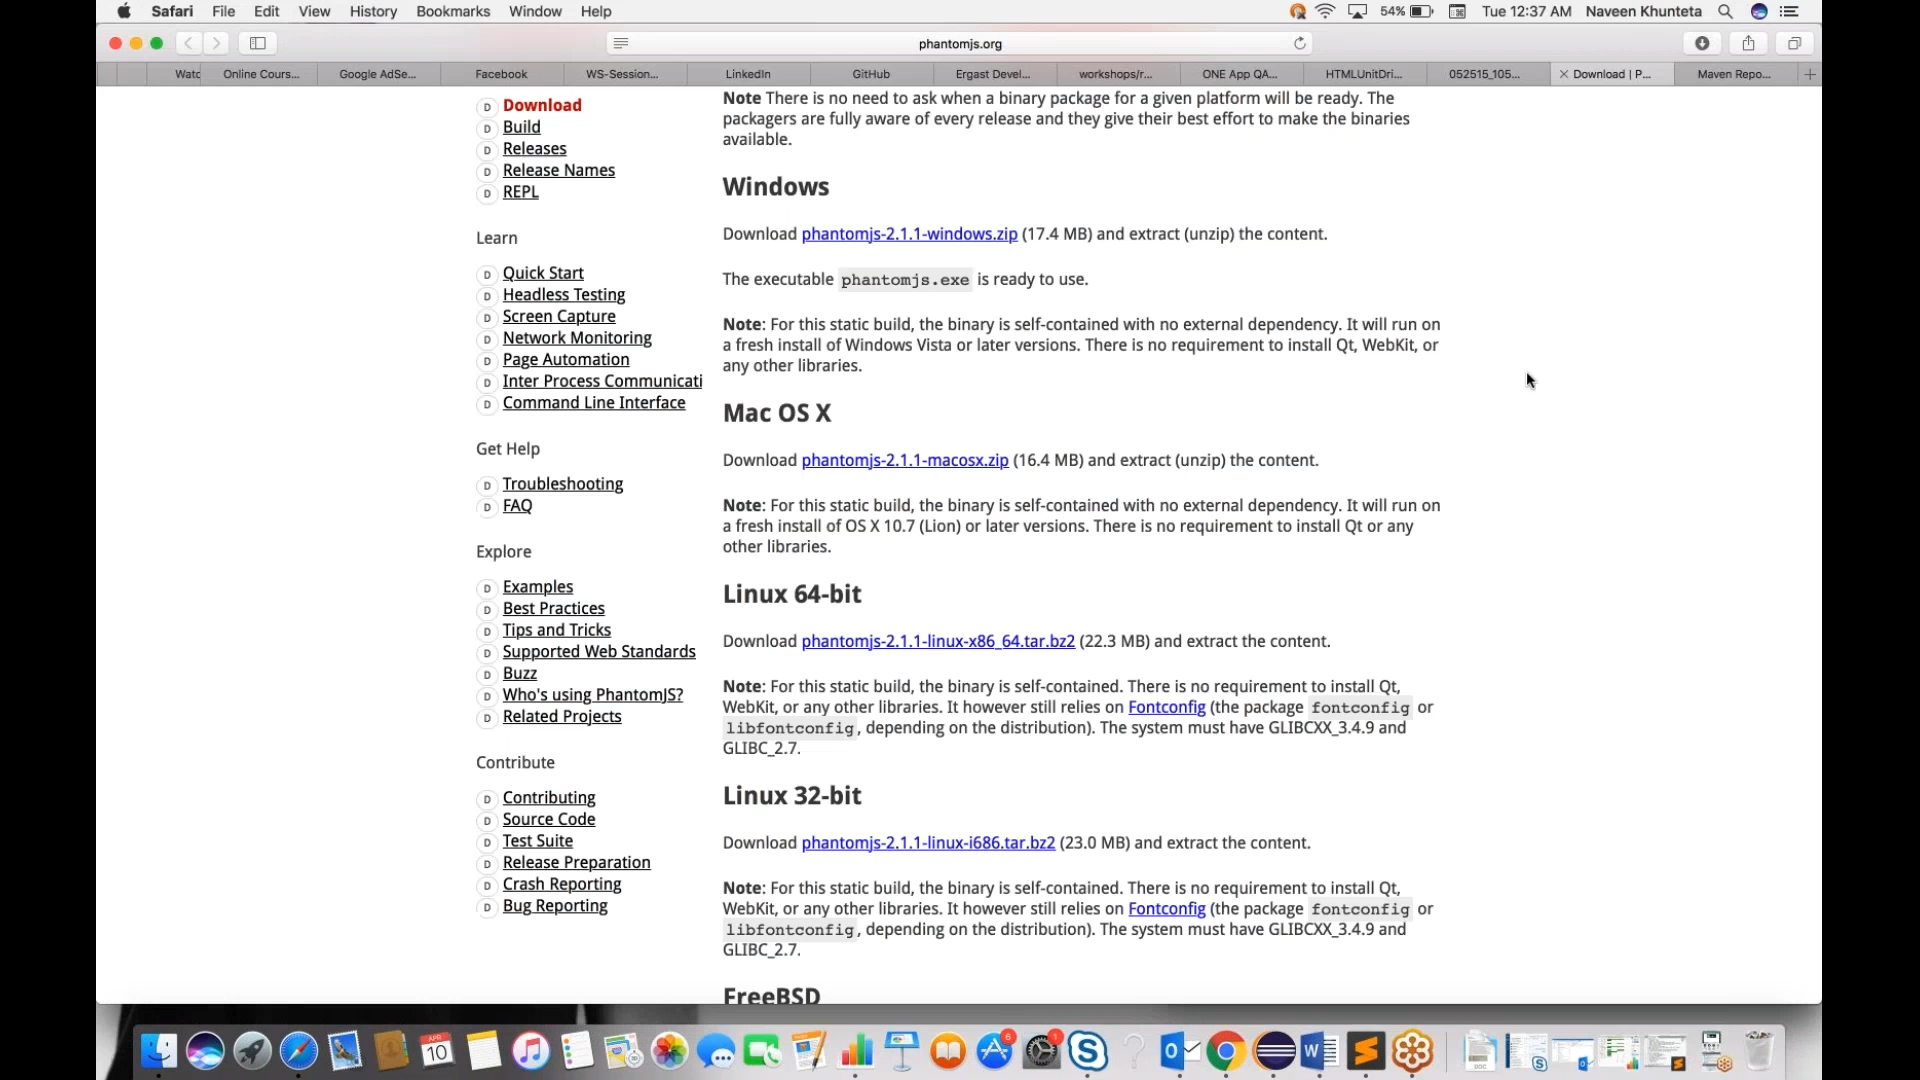 Safari File Edit View History Bookmarks Window Help 54% Tue 12:37 AM Naveen Khunteta
phantomjs.org
Watc Online Cours... Google AdSe... Facebook WS-Session... LinkedIn GitHub Ergast Devel... workshops/r... ONE App QA... HTMLUnitDri... 052515_105... Download | P... Maven Repo...
D Download
D Build
D Releases
D Release Names
D REPL
Learn
D Quick Start
D Headless Testing
D Screen Capture
D Network Monitoring
D Page Automation
D Inter Process Communicati
D Command Line Interface
Get Help
D Troubleshooting
D FAQ
Explore
D Examples
D Best Practices
D Tips and Tricks
D Supported Web Standards
D Buzz
D Who's using PhantomJS?
D Related Projects
Contribute
D Contributing
D Source Code
D Test Suite
D Release Preparation
D Crash Reporting
D Bug Reporting
Note There is no need to ask when a binary package for a given platform will be ready. The
packagers are fully aware of every release and they give their best effort to make the binaries
available.
Windows
Download phantomjs-2.1.1-windows.zip (17.4 MB) and extract (unzip) the content.
The executable phantomjs.exe is ready to use.
Note: For this static build, the binary is self-contained with no external dependency. It will run on
a fresh install of Windows Vista or later versions. There is no requirement to install Qt, WebKit, or
any other libraries.
Mac OS X
Download phantomjs-2.1.1-macosx.zip (16.4 MB) and extract (unzip) the content.
Note: For this static build, the binary is self-contained with no external dependency. It will run on
a fresh install of OS X 10.7 (Lion) or later versions. There is no requirement to install Qt or any
other libraries.
Linux 64-bit
Download phantomjs-2.1.1-linux-x86_64.tar.bz2 (22.3 MB) and extract the content.
Note: For this static build, the binary is self-contained. There is no requirement to install Qt,
WebKit, or any other libraries. It however still relies on Fontconfig (the package fontconfig or
libfontconfig, depending on the distribution). The system must have GLIBCXX_3.4.9 and
GLIBC_2.7.
Linux 32-bit
Download phantomjs-2.1.1-linux-i686.tar.bz2 (23.0 MB) and extract the content.
Note: For this static build, the binary is self-contained. There is no requirement to install Qt,
WebKit, or any other libraries. It however still relies on Fontconfig (the package fontconfig or
libfontconfig, depending on the distribution). The system must have GLIBCXX_3.4.9 and
GLIBC_2.7.
FreeBSD
APR
10
6
1